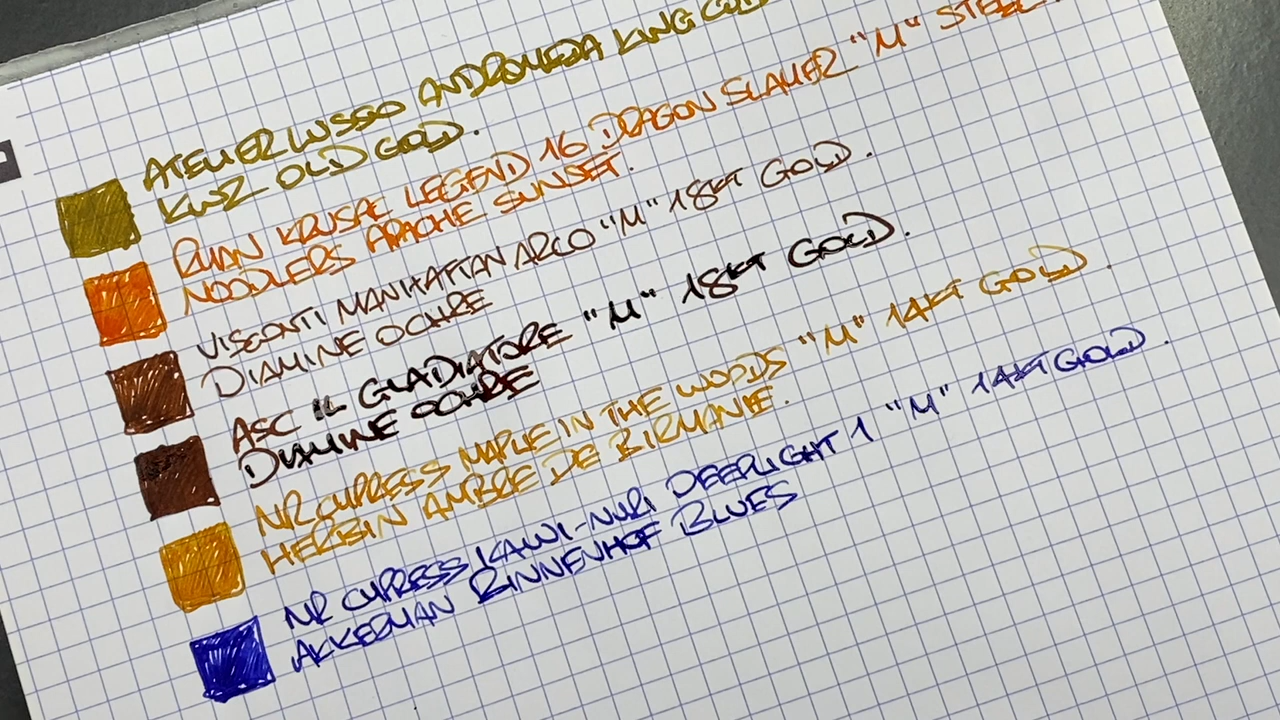 ATELIER LUSSO ANDROMEDA KING GOLD
KWZ OLD GOLD.
RYAN KRUSAC LEGEND 16 DRAGON SLAYER "M" STEEL
NOODLERS APACHE SUNSET.
VISCONTI MANHATTAN ARCO "M" 18KT GOLD.
DIAMINE OCHRE
ASC IL GLADIATORE "M" 18KT GOLD.
DIAMINE OCHRE
NR CYPRESS MAPLE IN THE WOODS "M" 14KT GOLD.
HERBIN AMBRE DE BIRMANIE.
NR CYPRESS KAWI-NURI DEEPLIGHT 1 "M" 14KT GOLD.
AKKERMAN BINNENHOF BLUES